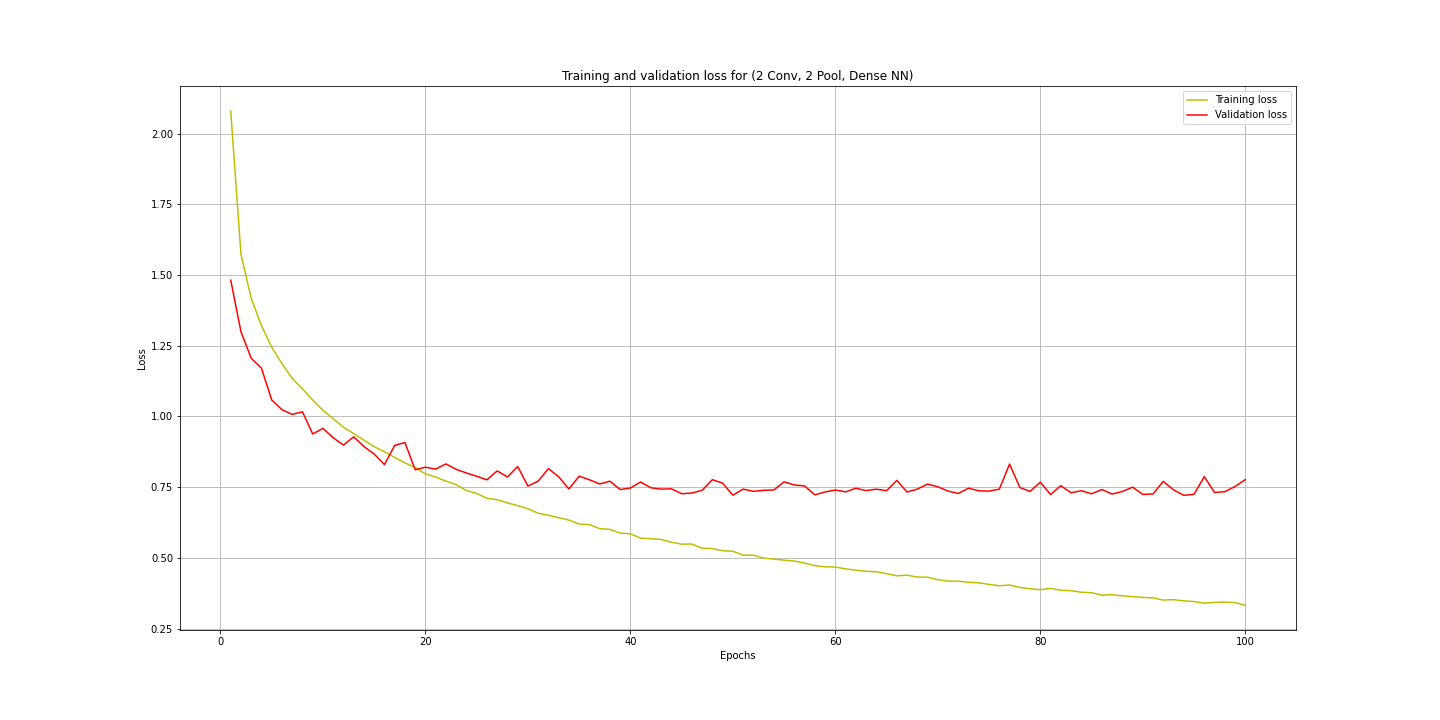 Training and validation loss for (2 Conv, 2 Pool, Dense NN)
Training loss
Validation loss
2.00
1.75
1.50
1.25
1.00
0.75
0.50
0.25
Loss
0 20 40 60 80 100
Epochs